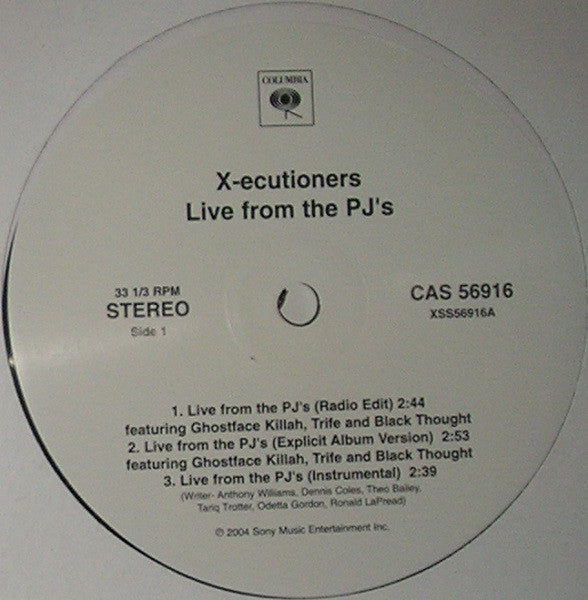 COLUMBIA
X-ecutioners
Live from the PJ's
33 1/3 RPM
STEREO
Side 1
CAS 56916
XSS56916A
1. Live from the PJ's (Radio Edit) 2:44
featuring Ghostface Killah, Trife and Black Thought
2. Live from the PJ's (Explicit Album Version) 2:53
featuring Ghostface Killah, Trife and Black Thought
3. Live from the PJ's (Instrumental) 2:39
(Writer- Anthony Williams, Dennis Coles, Theo Bailey,
Tariq Trotter, Odetta Gordon, Ronald LaPread)
℗ 2004 Sony Music Entertainment Inc.